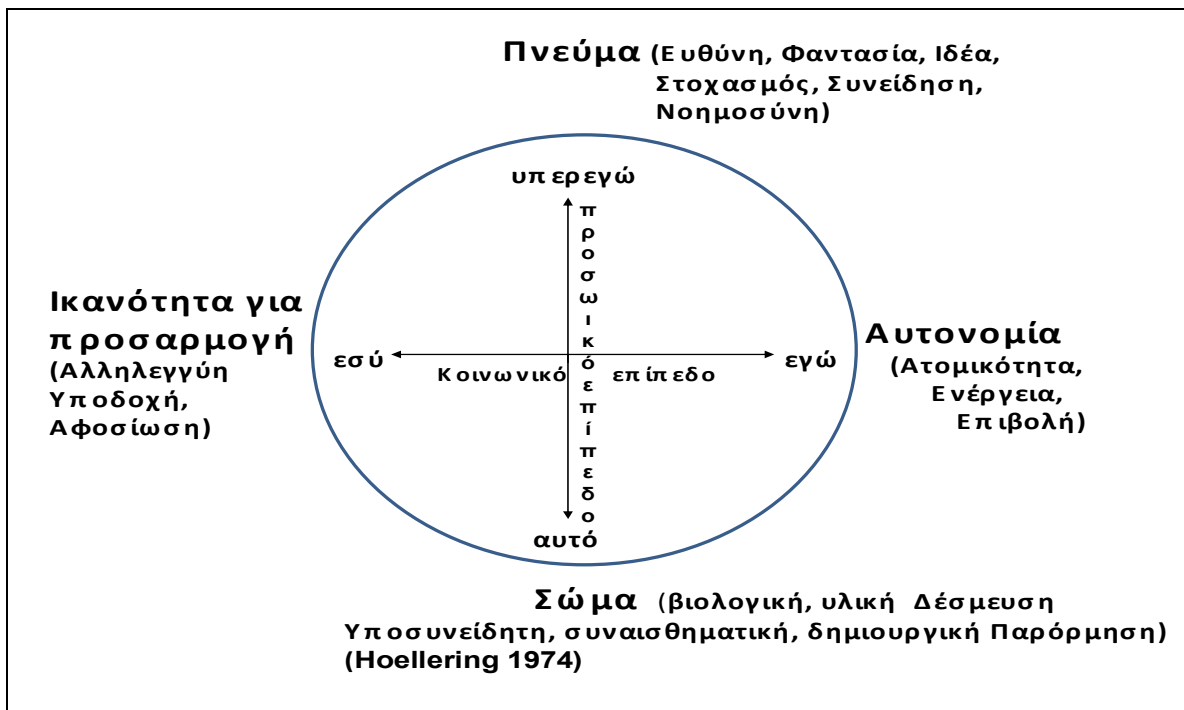 Πνεύμα (Ευθύνη, Φαντασία, Ιδέα,
Στοχασμός, Συνείδηση,
Νοημοσύνη)
υπερεγώ
προσωικόεπίπεδο
Ικανότητα για
προσαρμογή
(Αλληλεγγύη
Υποδοχή,
Αφοσίωση)
εσύ
Κοινωνικό επίπεδο
εγώ
Αυτονομία
(Ατομικότητα,
Ενέργεια,
Επιβολή)
αυτό
Σώμα (βιολογική, υλική Δέσμευση
Υποσυνείδητη, συναισθηματική, δημιουργική Παρόρμηση)
(Hoellering 1974)